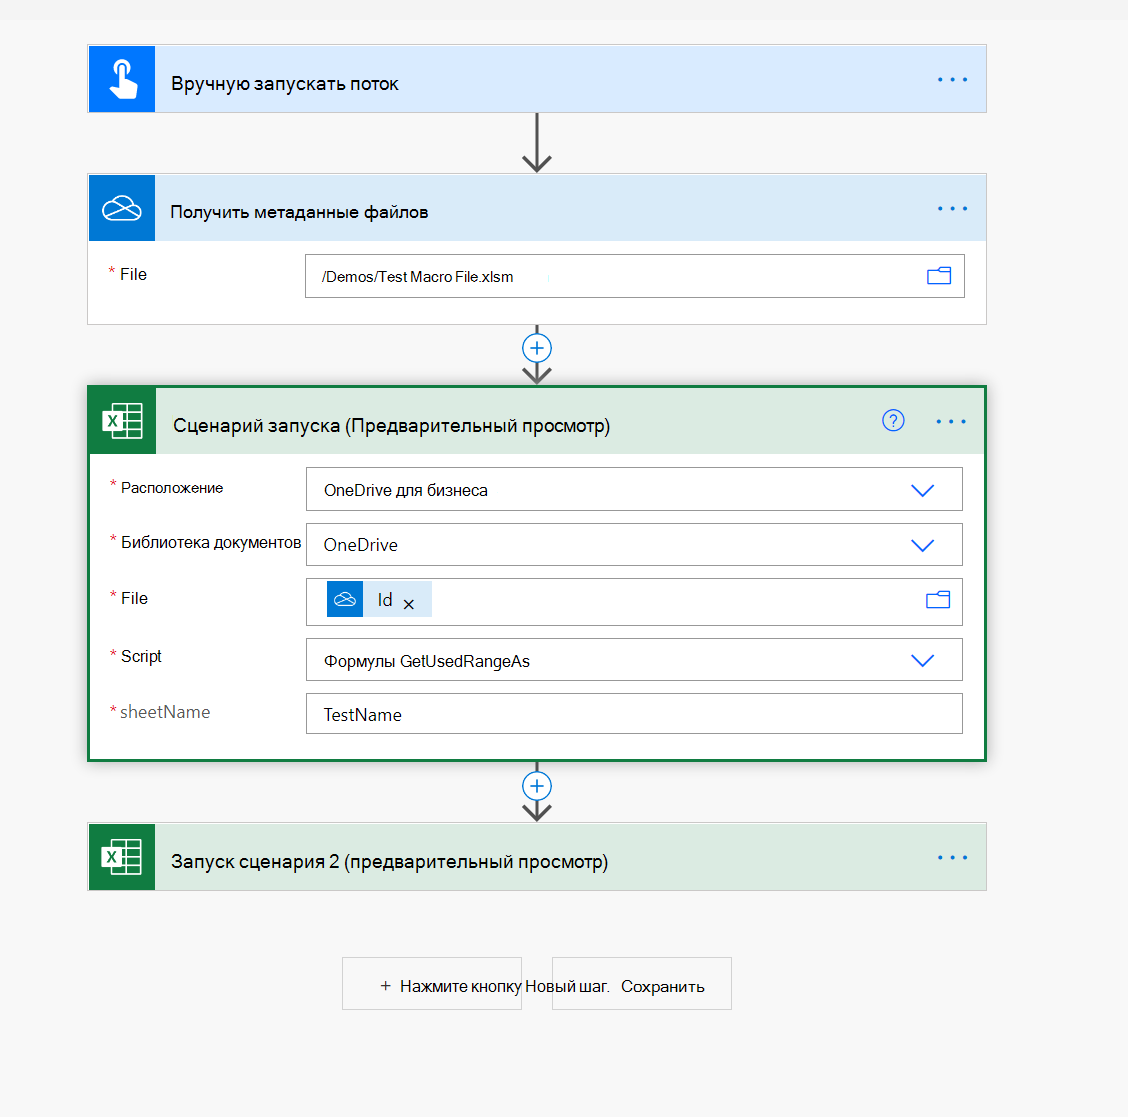 Вручную запускать поток
Получить метаданные файлов
* File
/Demos/Test Macro File.xlsm
Сценарий запуска (Предварительный просмотр)
?
* Расположение
OneDrive для бизнеса
* Библиотека документов
OneDrive
* File
Id ×
* Script
Формулы GetUsedRangeAs
* sheetName
TestName
Запуск сценария 2 (предварительный просмотр)
+ Нажмите кнопку Новый шаг. Сохранить